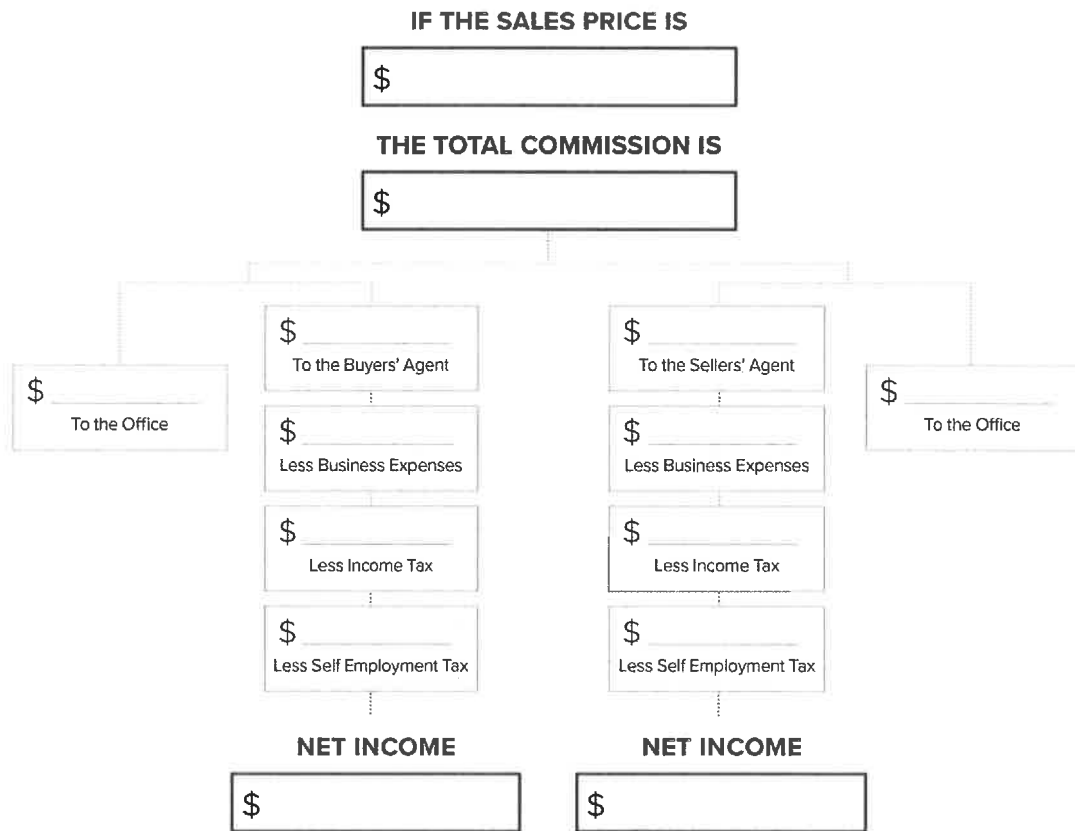 IF THE SALES PRICE IS
$
THE TOTAL COMMISSION IS
$
$
To the Office
$
To the Buyers' Agent
$
Less Business Expenses
$
Less Income Tax
$
Less Self Employment Tax
NET INCOME
$
$
To the Sellers' Agent
$
Less Business Expenses
$
Less Income Tax
$
Less Self Employment Tax
NET INCOME
$
$
To the Office